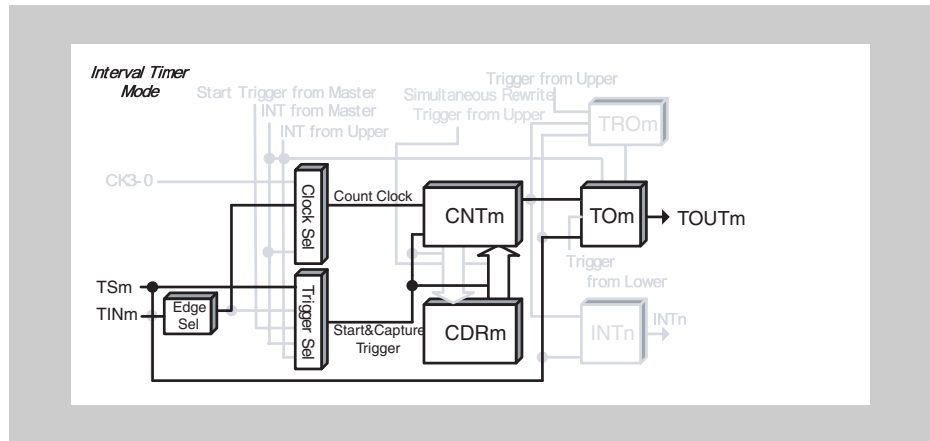 Interval Timer
Mode
Trigger from Upper
Start Trigger from Master
Simultaneous Rewrite
INT from Master
Trigger from Upper
INT from Upper
TROm
CK3-0
Clock Sel
Count Clock
CNTm
TOm
TOUTm
Trigger
from Lower
TSm
TINm
Edge
Sel
Trigger Sel
Start&Capture
Trigger
CDRm
INTn
INTn